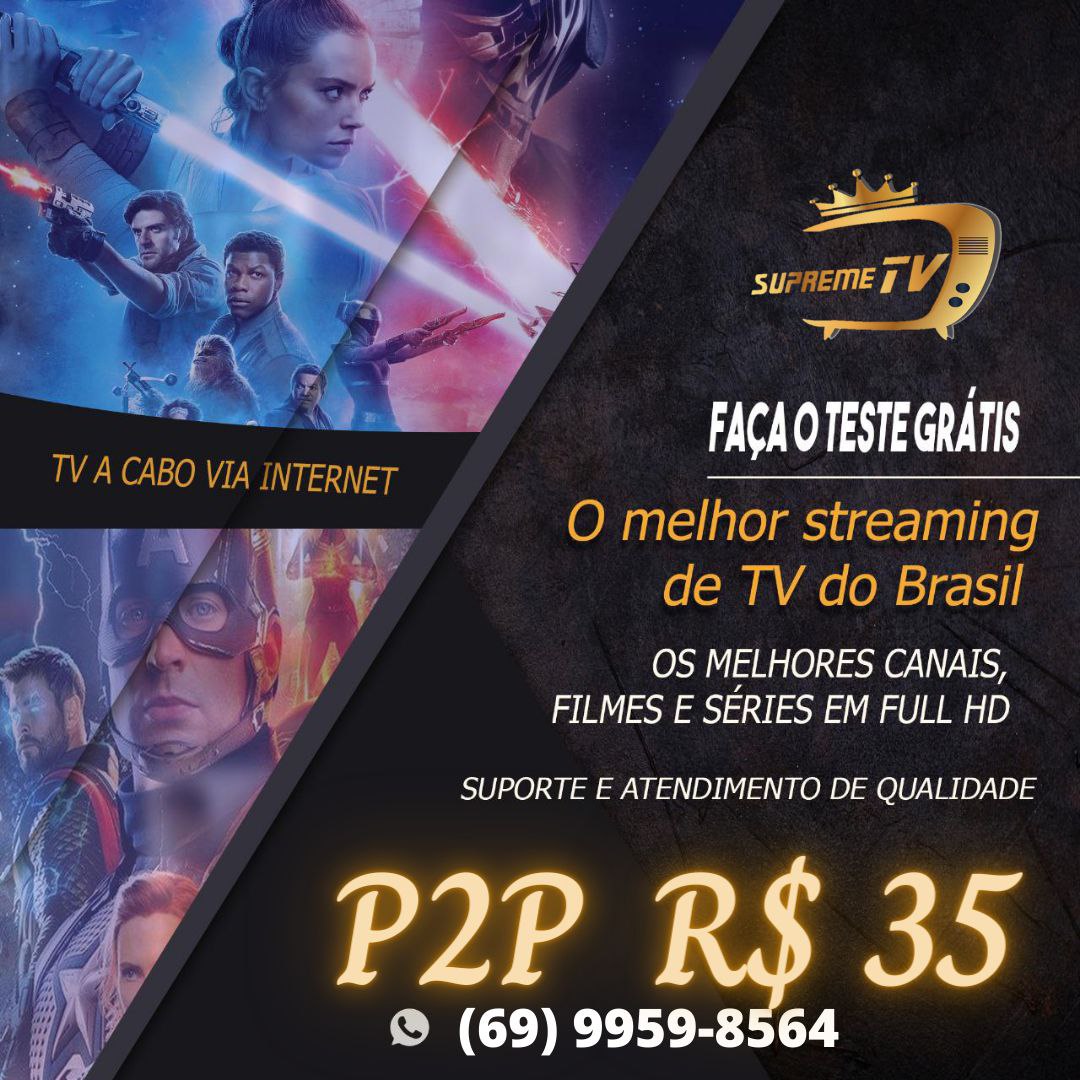 SUPREME TV
FAÇA O TESTE GRÁTIS
TV A CABO VIA INTERNET
O melhor streaming
de TV do Brasil
OS MELHORES CANAIS,
FILMES E SÉRIES EM FULL HD
SUPORTE E ATENDIMENTO DE QUALIDADE
P2P R$ 35
(69) 9959-8564